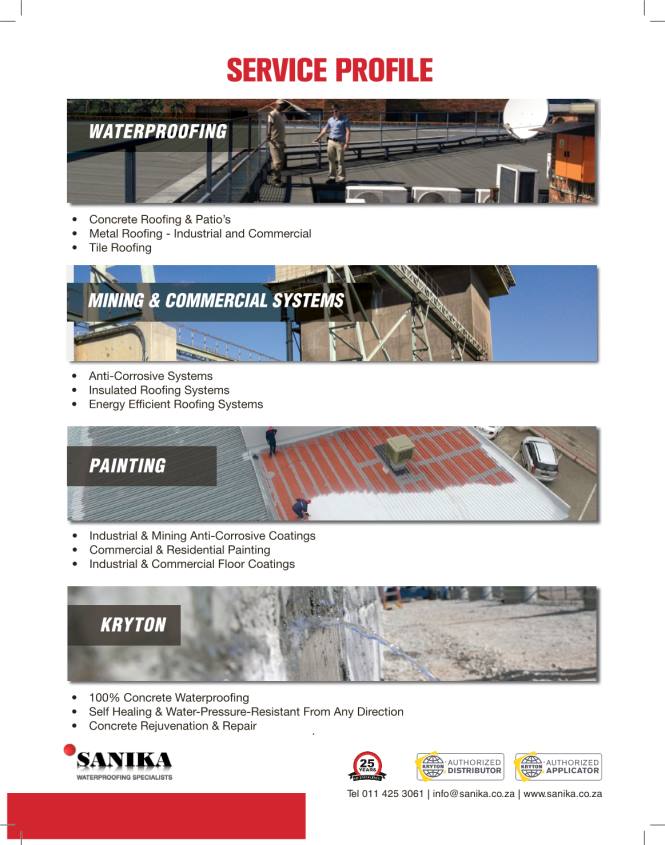 SERVICE PROFILE
WATERPROOFING
• Concrete Roofing & Patio's
• Metal Roofing - Industrial and Commercial
• Tile Roofing
MINING & COMMERCIAL SYSTEMS
• Anti-Corrosive Systems
• Insulated Roofing Systems
• Energy Efficient Roofing Systems
PAINTING
• Industrial & Mining Anti-Corrosive Coatings
• Commercial & Residential Painting
• Industrial & Commercial Floor Coatings
KRYTON
• 100% Concrete Waterproofing
• Self Healing & Water-Pressure-Resistant From Any Direction
• Concrete Rejuvenation & Repair
SANIKA
WATERPROOFING SPECIALISTS
25
YEARS
KRYTON
AUTHORIZED
DISTRIBUTOR
KRYTON
AUTHORIZED
APPLICATOR
Tel 011 425 3061 | info@sanika.co.za | www.sanika.co.za